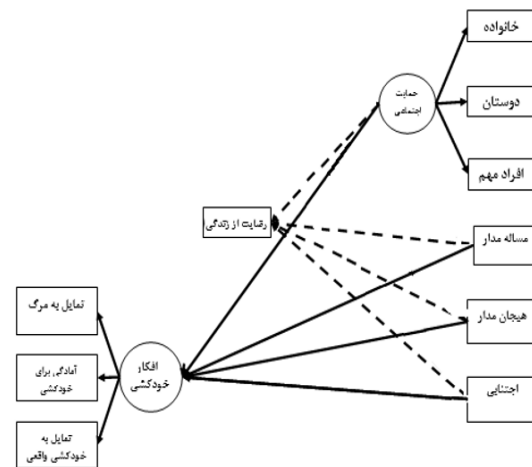 خانواده
حمایت
اجتماعی
دوستان
افراد مهم
رضایت از زندگی
مساله مدار
هیجان مدار
اجتنابی
تمایل به مرگ
افکار
خودکشی
آمادگی برای
خودکشی
تمایل به
خودکشی واقعی